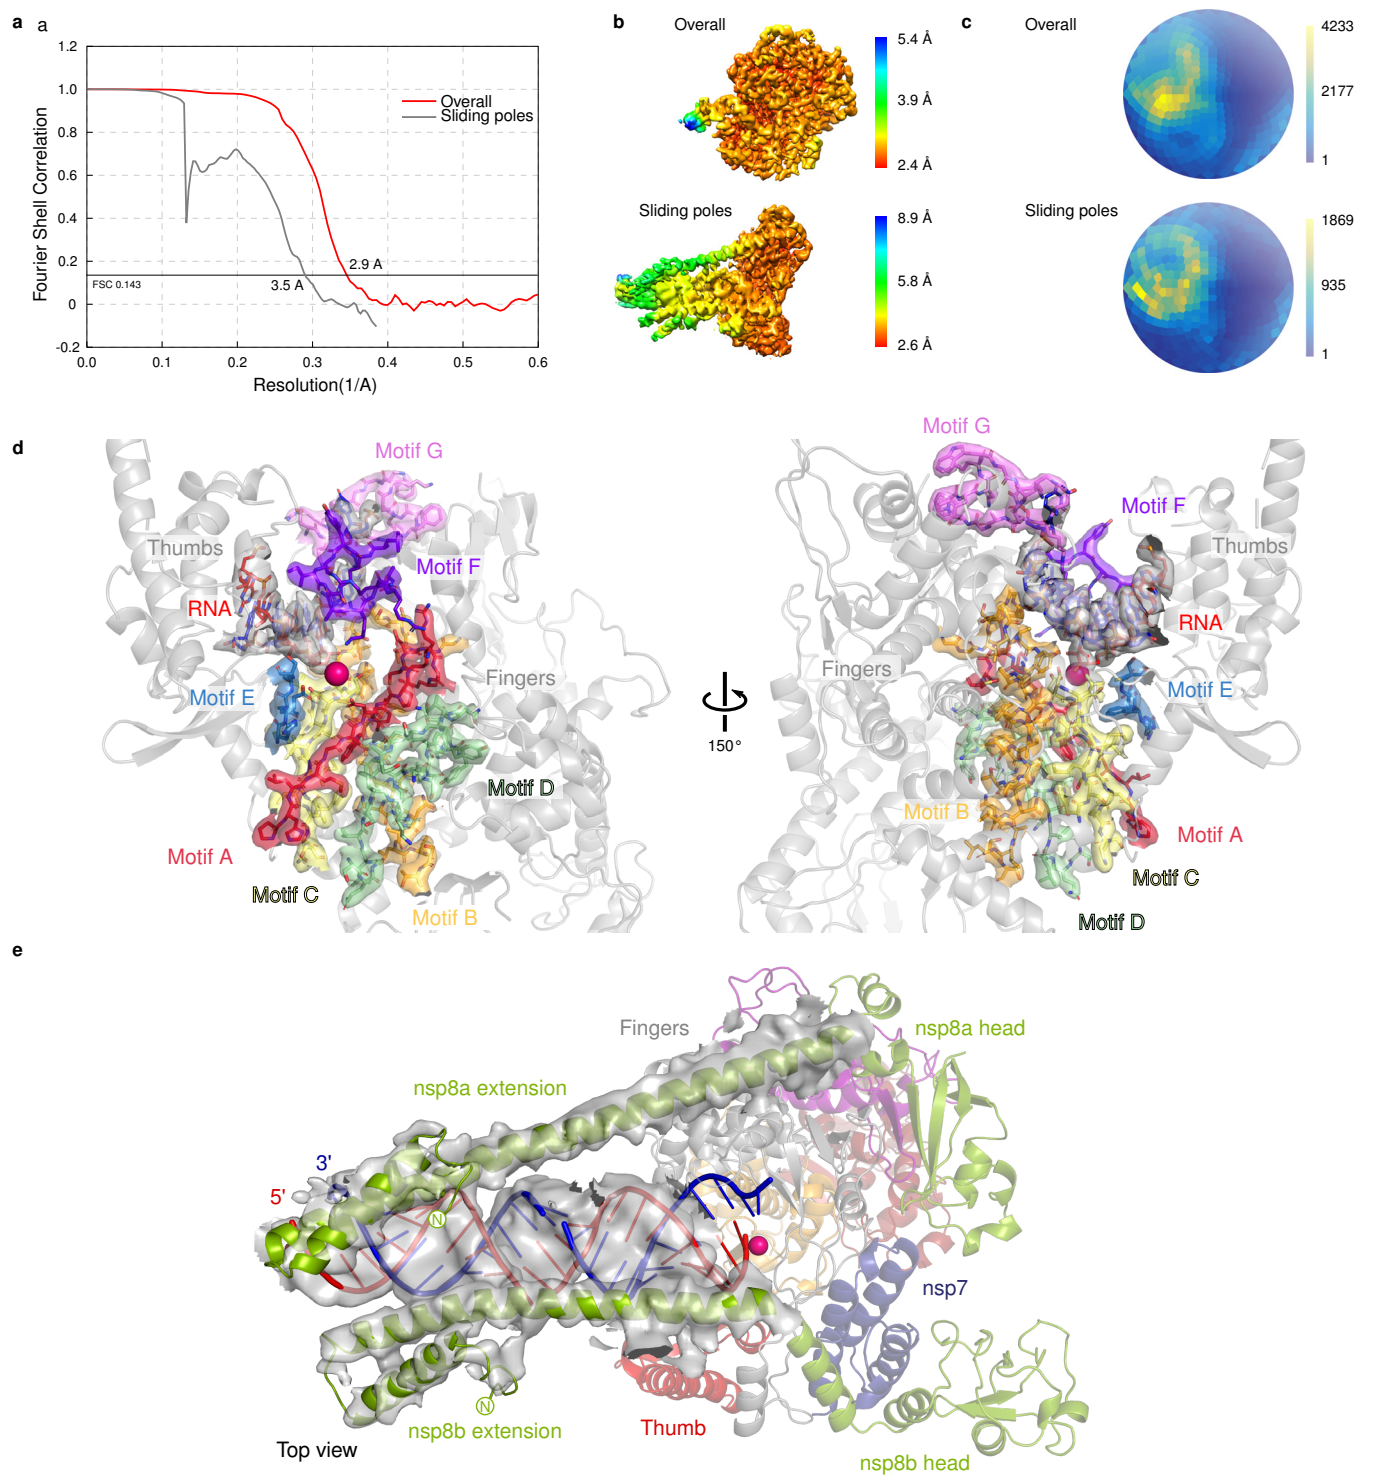 a a
1.2
1.0
0.8
0.6
0.4
0.2
0
-0.2
0.0 0.1 0.2 0.3 0.4 0.5 0.6
Fourier Shell Correlation
Resolution(1/A)
Overall
Sliding poles
2.9 A
3.5 A
FSC 0.143
b
Overall
5.4 Å
3.9 Å
2.4 Å
Sliding poles
8.9 Å
5.8 Å
2.6 Å
c
Overall
4233
2177
1
Sliding poles
1869
935
1
d
Motif G
Thumbs
Motif F
RNA
Fingers
Motif E
Motif D
Motif A
Motif C
Motif B
150°
Motif G
Motif F
Thumbs
RNA
Fingers
Motif E
Motif B
Motif A
Motif C
Motif D
e
Fingers
nsp8a head
nsp8a extension
3'
5'
N
nsp7
N
nsp8b extension
Thumb
Top view
nsp8b head